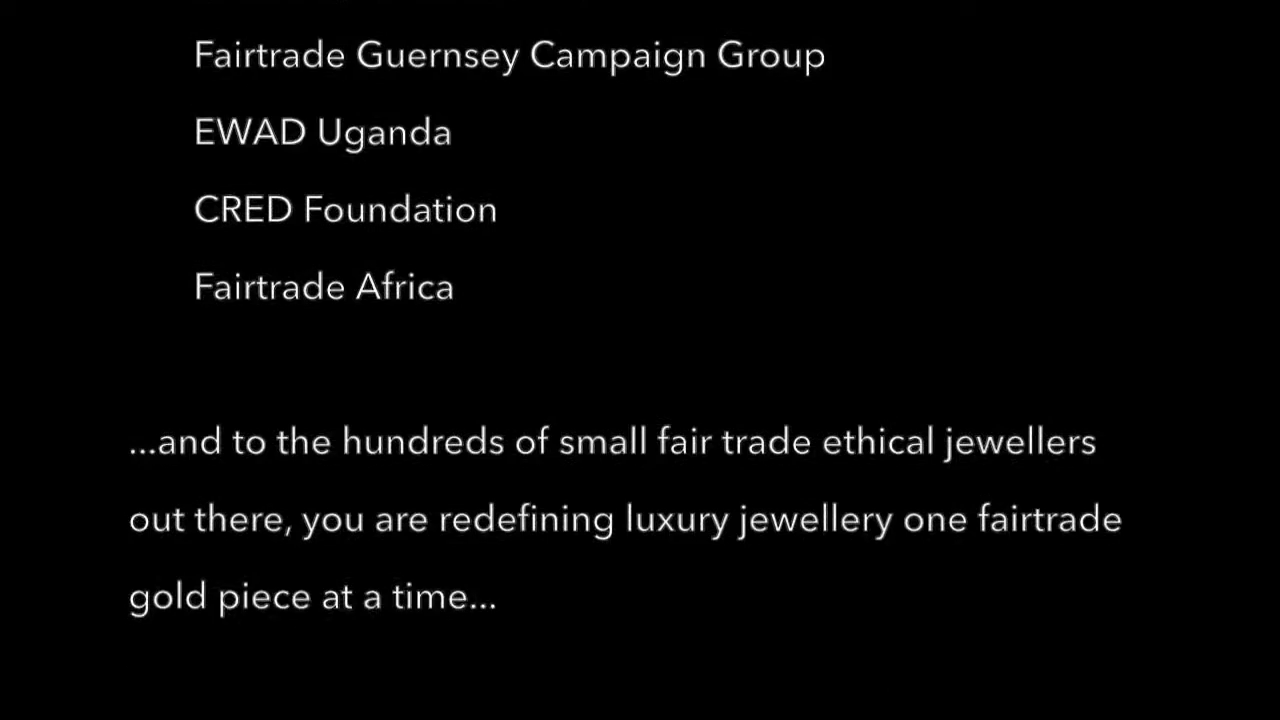 Fairtrade Guernsey Campaign Group
EWAD Uganda
CRED Foundation
Fairtrade Africa
...and to the hundreds of small fair trade ethical jewellers
out there, you are redefining luxury jewellery one fairtrade
gold piece at a time...